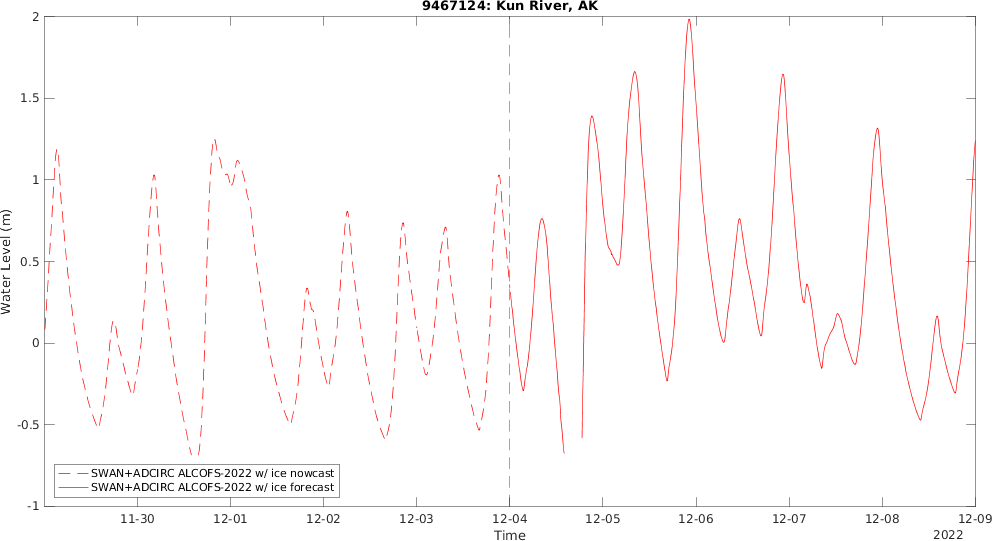 9467124: Kun River, AK
Water Level (m)
2
1.5
1
0.5
0
-0.5
-1
SWAN+ADCIRC ALCOFS-2022 w/ ice nowcast
SWAN+ADCIRC ALCOFS-2022 w/ ice forecast
11-30 12-01 12-02 12-03 12-04 12-05 12-06 12-07 12-08 12-09
Time
2022